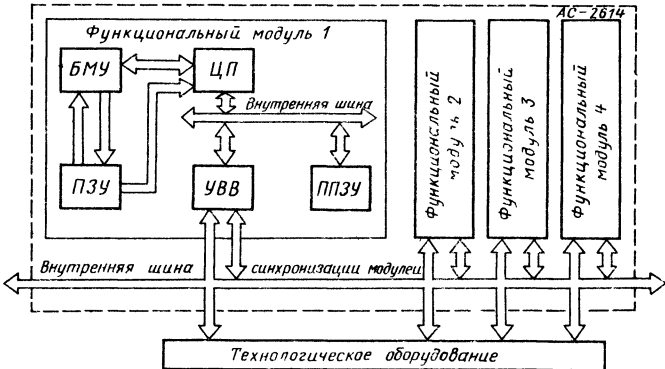 АС-2614
Функциональный модуль 1
БМУ
ЦП
Внутренняя шина
ПЗУ
УВВ
ППЗУ
Функциональный
модуль 2
Функциональный
модуль 3
Функциональный
модуль 4
Внутренняя шина синхронизации модулей
Технологическое оборудование